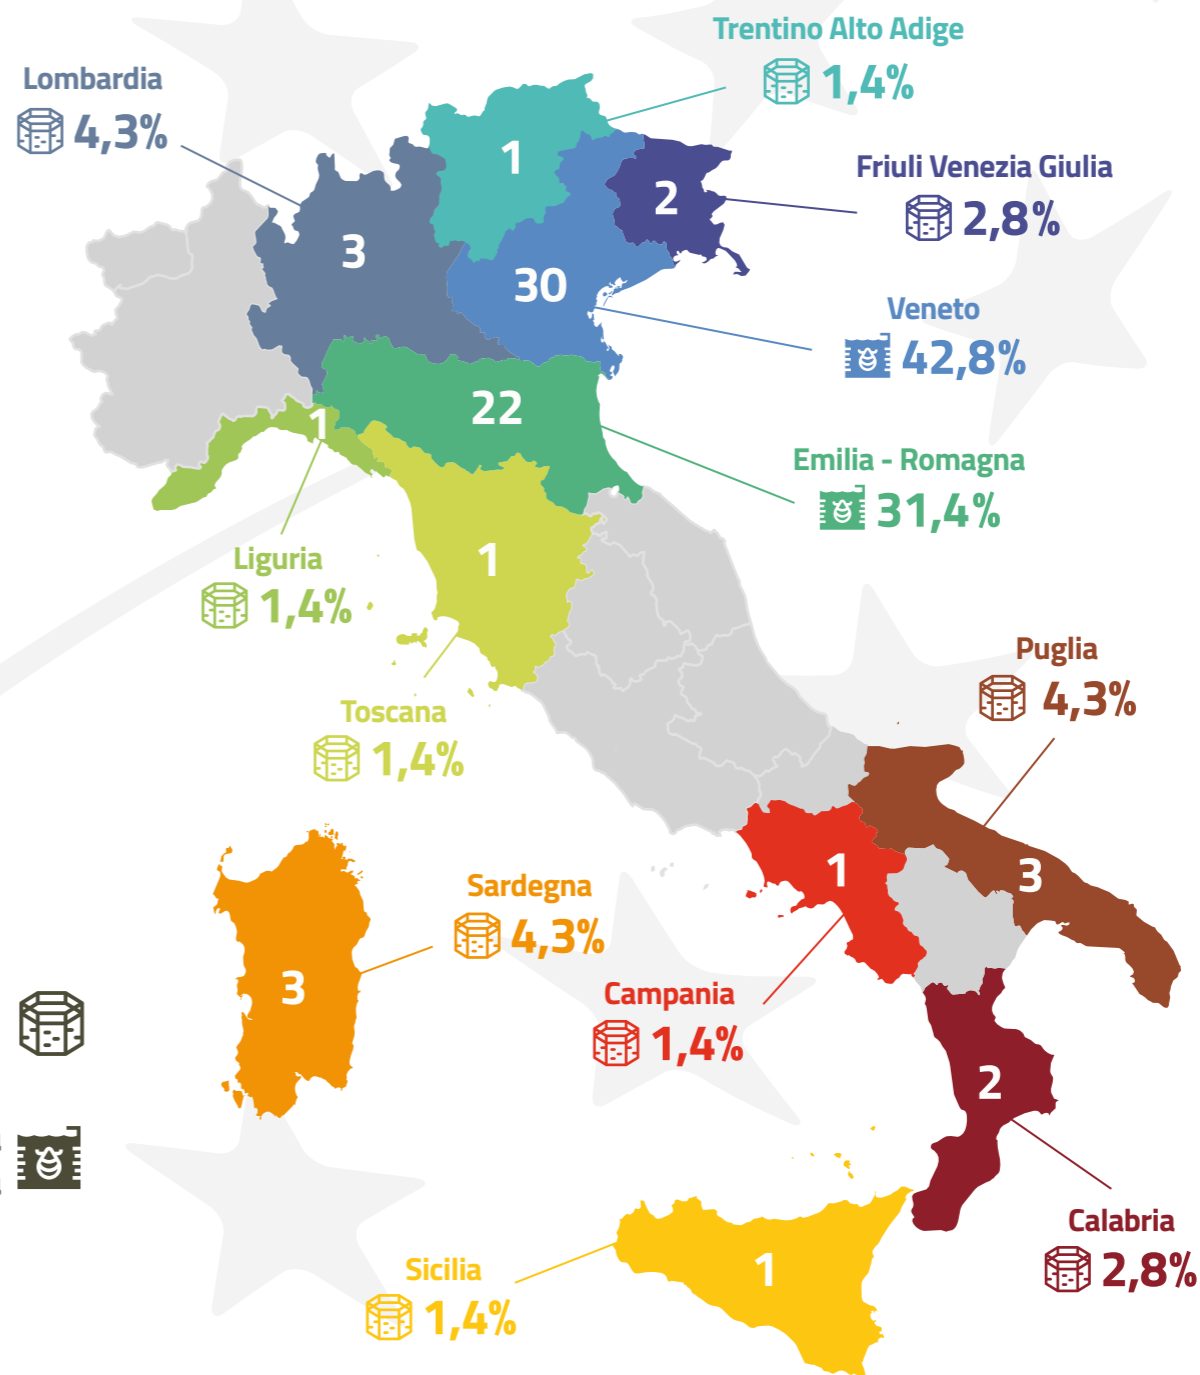 Trentino Alto Adige
1,4%
Lombardia
4,3%
1
Friuli Venezia Giulia
2,8%
2
3
30
Veneto
42,8%
22
1
Emilia - Romagna
31,4%
Liguria
1,4%
1
Toscana
1,4%
Puglia
4,3%
1
3
Sardegna
4,3%
3
Campania
1,4%
2
Calabria
2,8%
Sicilia
1,4%
1